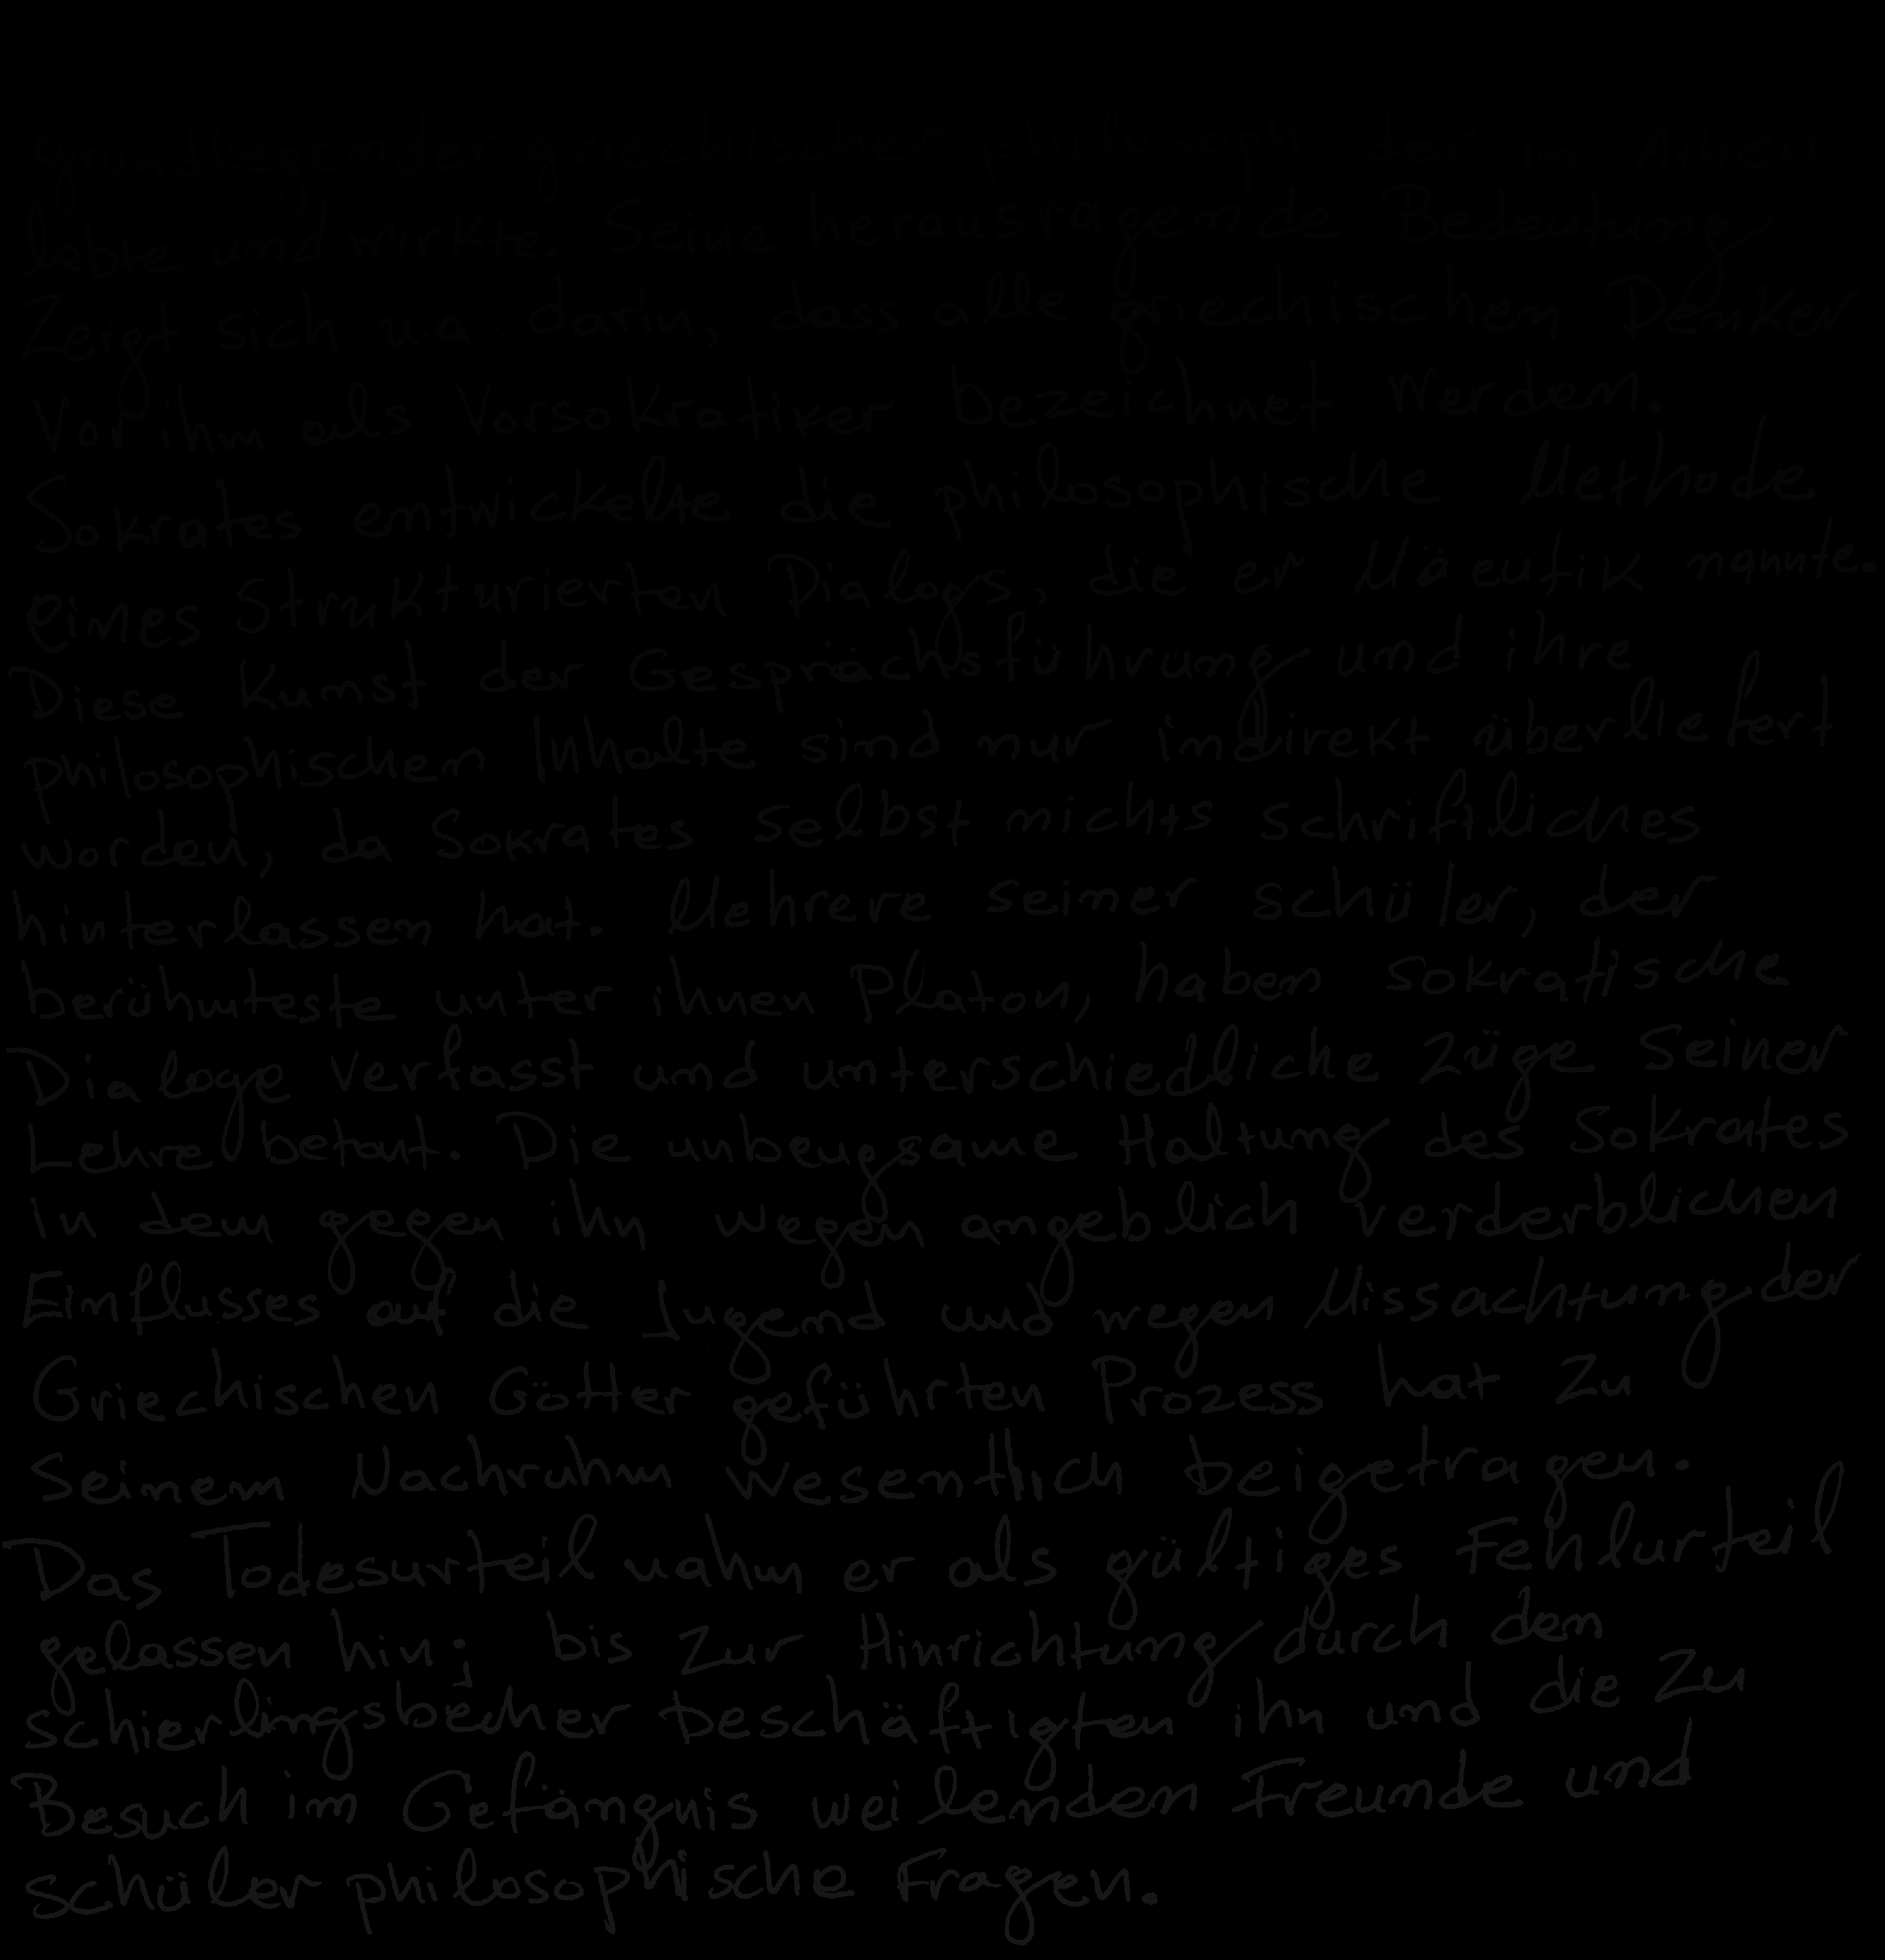 Sokrates war ein für das abendländische Denken
grundlegender griechischer philosoph, der in Athen
lebte und wirkte. Seine herausragende Bedeutung
Zeigt sich u.a. darin, dass alle griechischen Denker
Vor ihm als Vorsokratiker bezeichnet werden.
Sokrates entwickelte die philosophische Methode
eines Strukturierten Dialogs, die er Mäeutik nannte.
Diese Kunst der Gesprächsführung und ihre
philosophischen Inhalte sind nur indirekt überliefert
worden, da Sokrates selbst nichts schriftliches
hinterlassen hat. Mehrere seiner schüler, der
berühmteste unter ihnen Platon, haben sokratische
Dialoge verfasst und unterschiedliche Züge seiner
Lehre betont. Die unbeugsame Haltung des Sokrates
in dem gegen ihn wegen angeblich verderblichen
Einflusses auf die Jugend und wegen Missachtung der
Griechischen Götter geführten Prozess hat zu
seinem Nachruhm wesentlich beigetragen.
Das Todesurteil nahm er als gültiges Fehlurteil
gelassen hin; bis zur Hinrichtung durch den
schierlingsbecher beschäftigten ihn und die zu
Besuch im Gefängnis weilenden Freunde und
schüler philosophische Fragen.